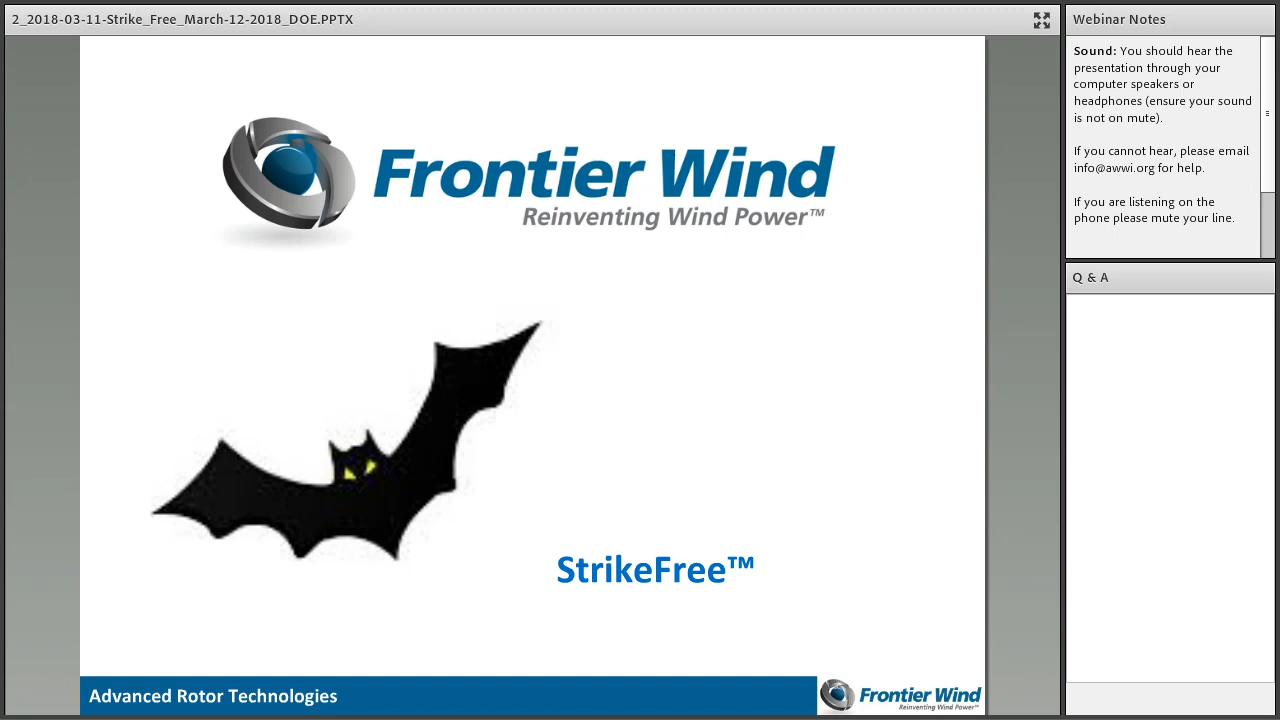 2_2018-03-11-Strike_Free_March-12-2018_DOE.PPTX
Frontier Wind
Reinventing Wind Power™
StrikeFree™
Advanced Rotor Technologies
Frontier Wind
Reinventing Wind Power™
Webinar Notes
Sound: You should hear the
presentation through your
computer speakers or
headphones (ensure your sound
is not on mute).
If you cannot hear, please email
info@awwi.org for help.
If you are listening on the
phone please mute your line.
Q & A